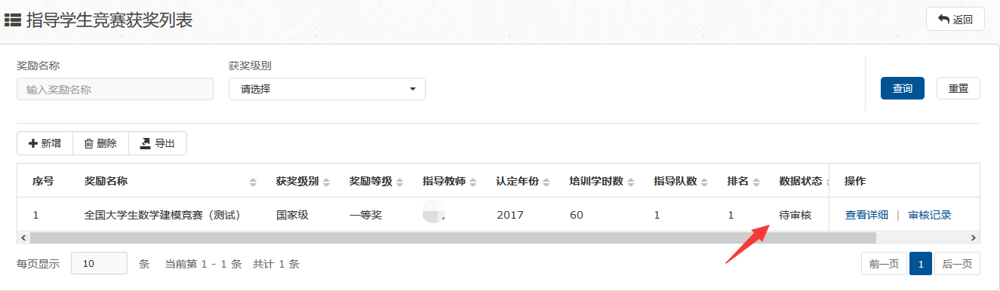 指导学生竞赛获奖列表
返回
奖励名称 获奖级别
输入奖励名称 请选择 查询 重置
新增 删除 导出
序号 奖励名称 获奖级别 奖励等级 指导教师 认定年份 培训学时数 指导队数 排名 数据状态 操作
1 全国大学生数学建模竞赛（测试） 国家级 一等奖 2017 60 1 1 待审核 查看详细 | 审核记录
每页显示 10 条 当前第 1 - 1 条 共计 1 条 前一页 1 后一页